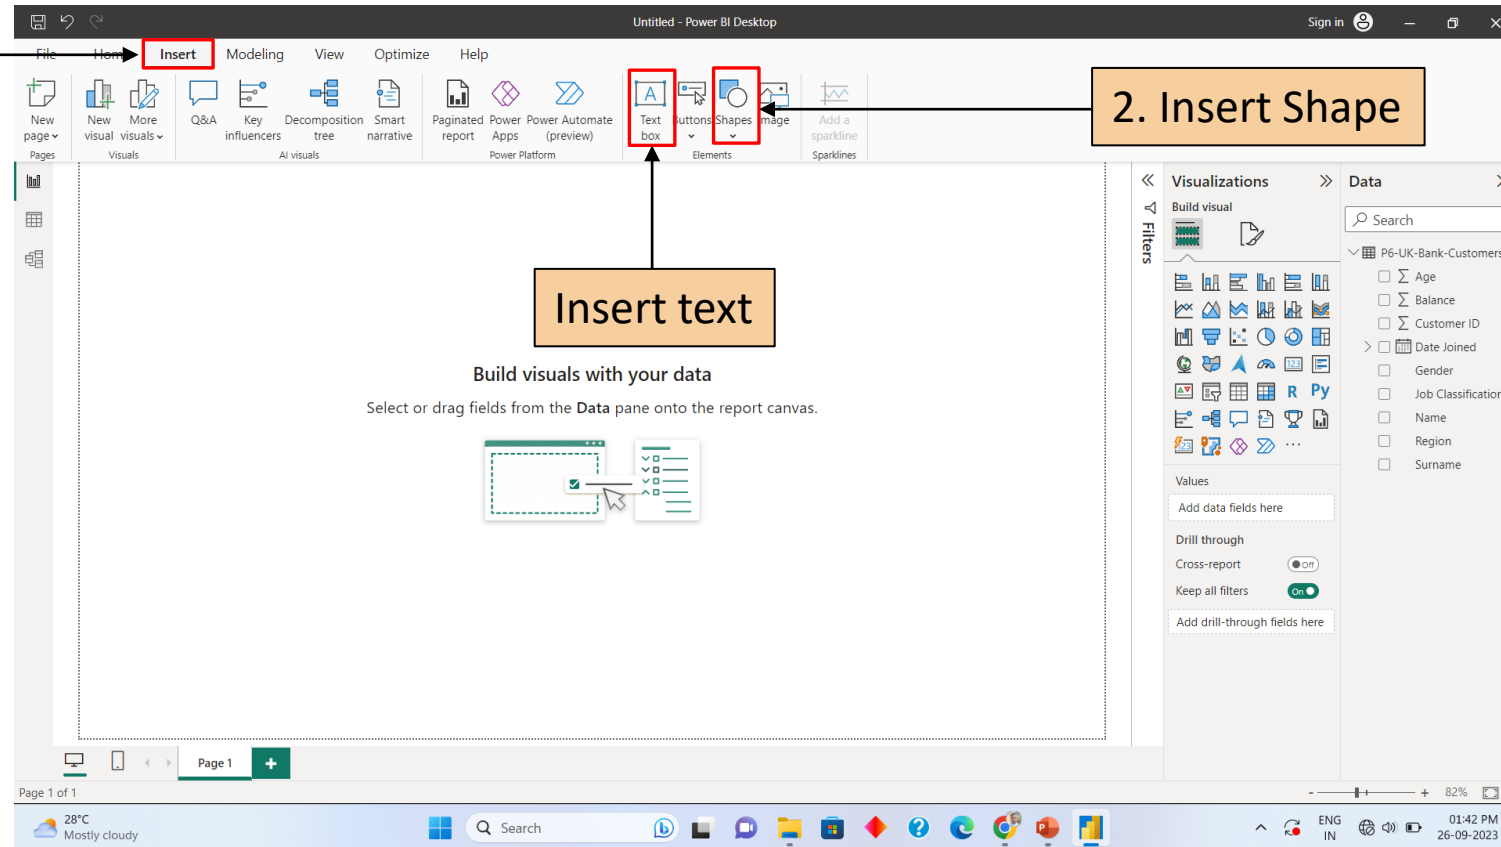 Untitled - Power BI Desktop
Sign in
File Home Insert Modeling View Optimize Help
New page
New visual
More visuals
Q&A
Key influencers
Decomposition tree
Smart narrative
Paginated report
Power Apps
Power Automate (preview)
Text box
Buttons
Shapes
Image
Add a sparkline
Pages
Visuals
AI visuals
Power Platform
Elements
Sparklines
2. Insert Shape
Insert text
Build visuals with your data
Select or drag fields from the Data pane onto the report canvas.
Filters
Visualizations
Build visual
123
R Py
123
Values
Add data fields here
Drill through
Cross-report
Off
Keep all filters
On
Add drill-through fields here
Data
Search
P6-UK-Bank-Customers
∑ Age
∑ Balance
∑ Customer ID
Date Joined
Gender
Job Classification
Name
Region
Surname
Page 1
+
Page 1 of 1
- + 82%
28°C
Mostly cloudy
Search
ENG
IN
01:42 PM
26-09-2023